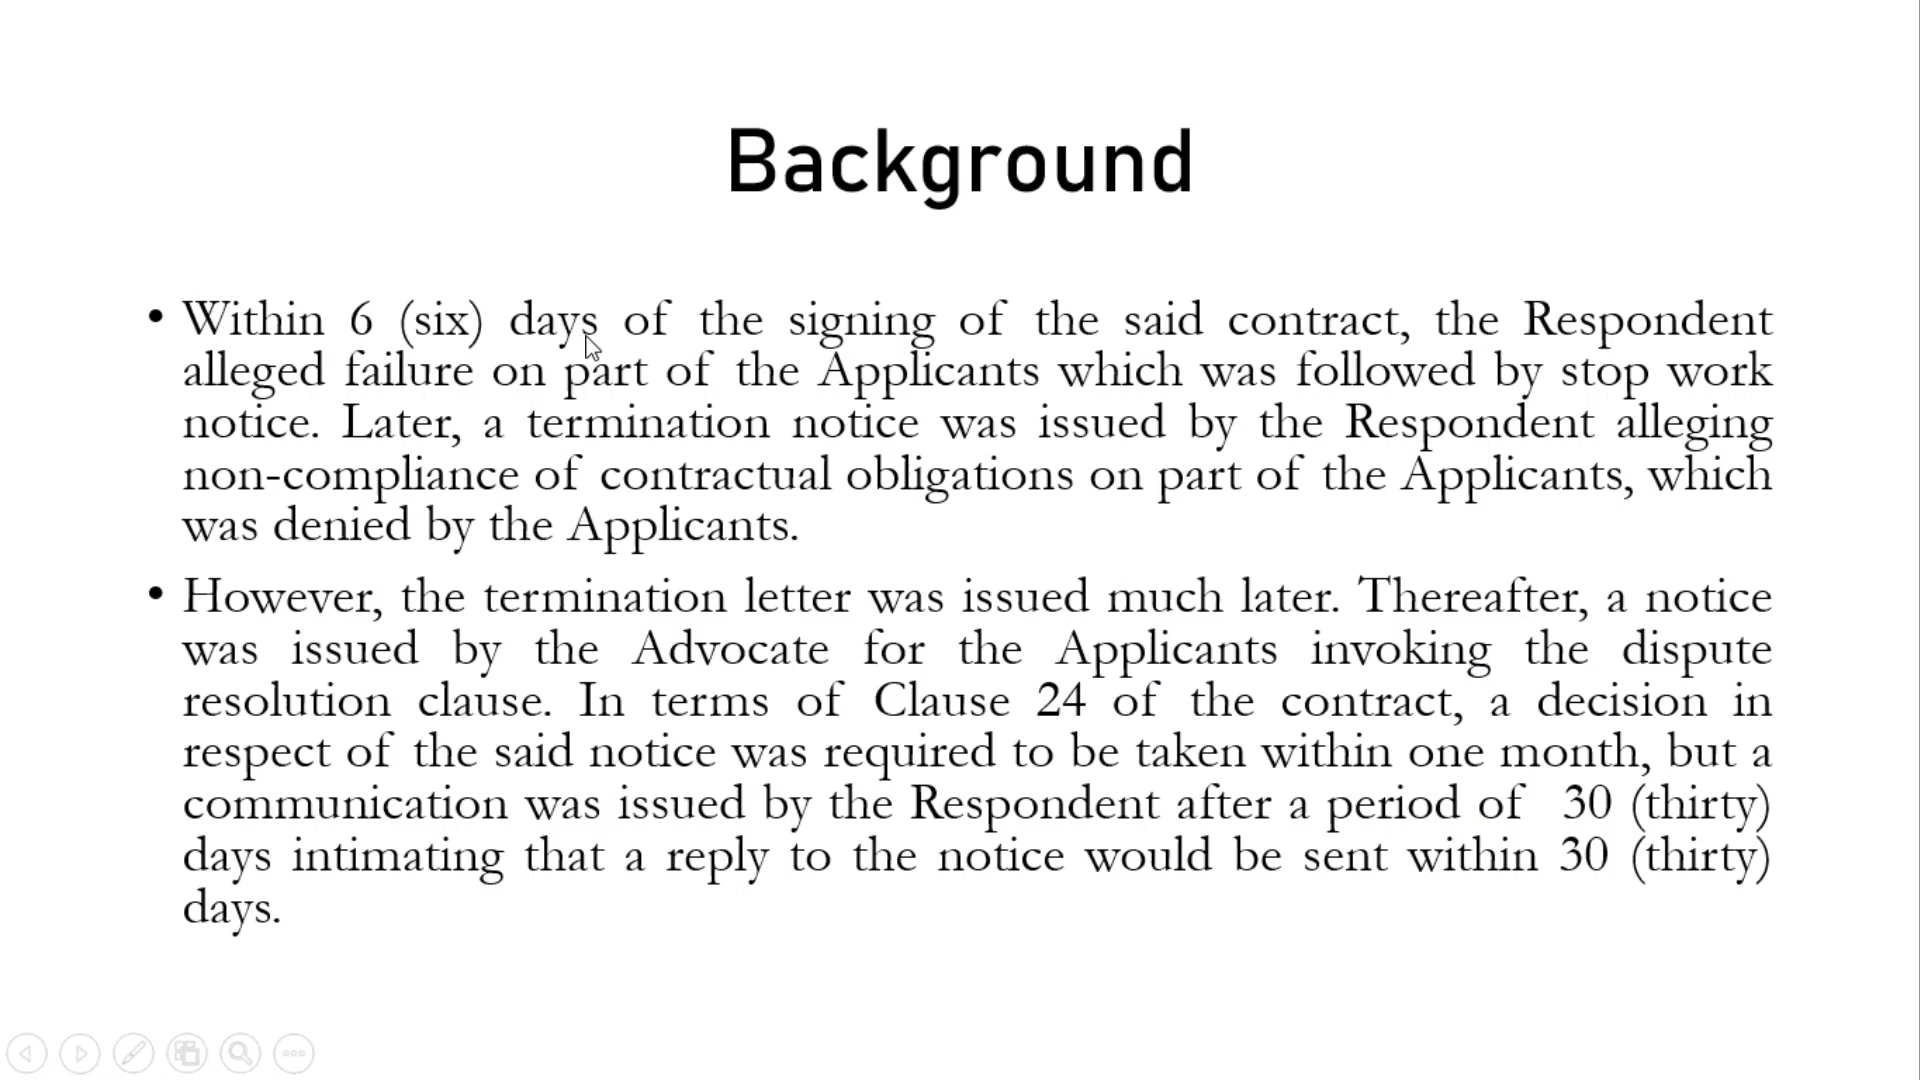 Background
• Within 6 (six) days of the signing of the said contract, the Respondent
alleged failure on part of the Applicants which was followed by stop work
notice. Later, a termination notice was issued by the Respondent alleging
non-compliance of contractual obligations on part of the Applicants, which
was denied by the Applicants.
• However, the termination letter was issued much later. Thereafter, a notice
was issued by the Advocate for the Applicants invoking the dispute
resolution clause. In terms of Clause 24 of the contract, a decision in
respect of the said notice was required to be taken within one month, but a
communication was issued by the Respondent after a period of 30 (thirty)
days intimating that a reply to the notice would be sent within 30 (thirty)
days.